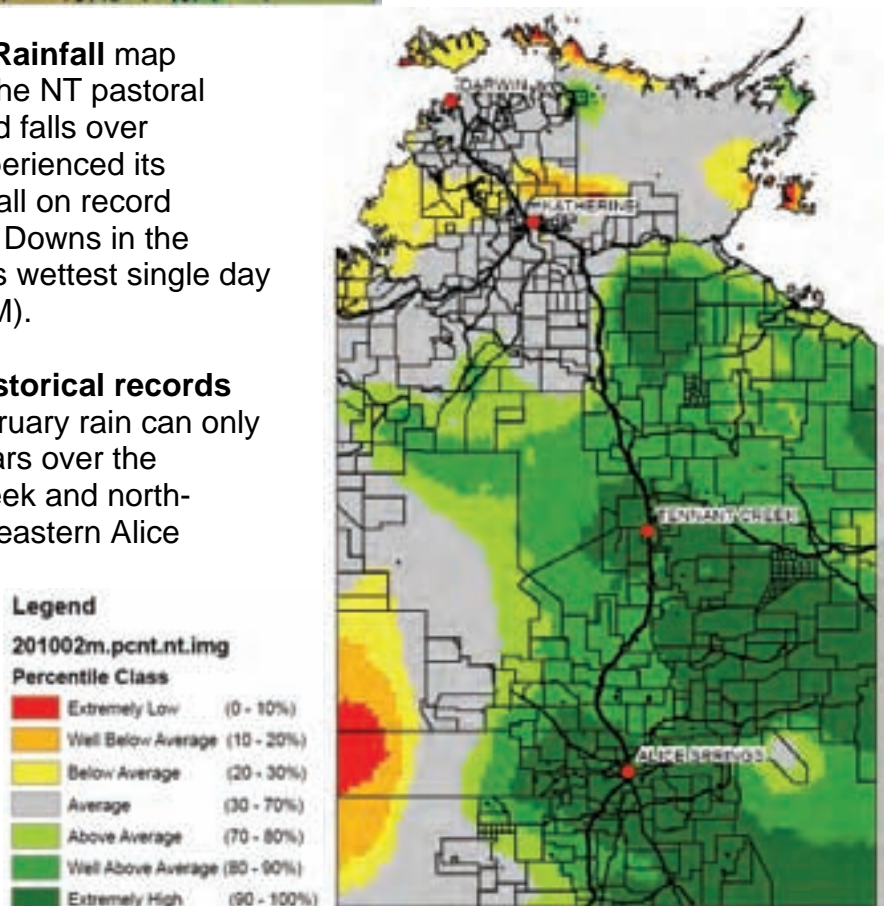 Rainfall map
he NT pastoral
d falls over
perienced its
all on record
Downs in the
s wettest single day
M).
storical records
ruary rain can only
ars over the
eek and north-
eastern Alice
Legend
201002m.pcnt.nt.img
Percentile Class
Extremely Low (0 - 10%)
Well Below Average (10 - 20%)
Below Average (20 - 30%)
Average (30 - 70%)
Above Average (70 - 80%)
Well Above Average (80 - 90%)
Extremely High (90 - 100%)
DARWIN
KATHERINE
TENNANT CREEK
ALICE SPRINGS